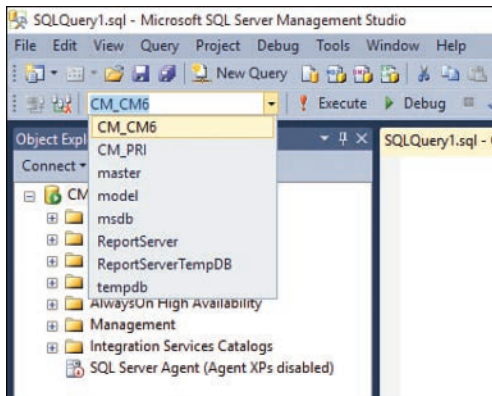 SQLQuery1.sql - Microsoft SQL Server Management Studio
File Edit View Query Project Debug Tools Window Help
New Query
CM_CM6 Execute Debug
Object Expl SQLQuery1.sql -
CM_CM6
CM_PRI
Connect
master
CM
model
msdb
ReportServer
ReportServerTempDB
tempdb
AlwaysOn High Availability
Management
Integration Services Catalogs
SQL Server Agent (Agent XPs disabled)